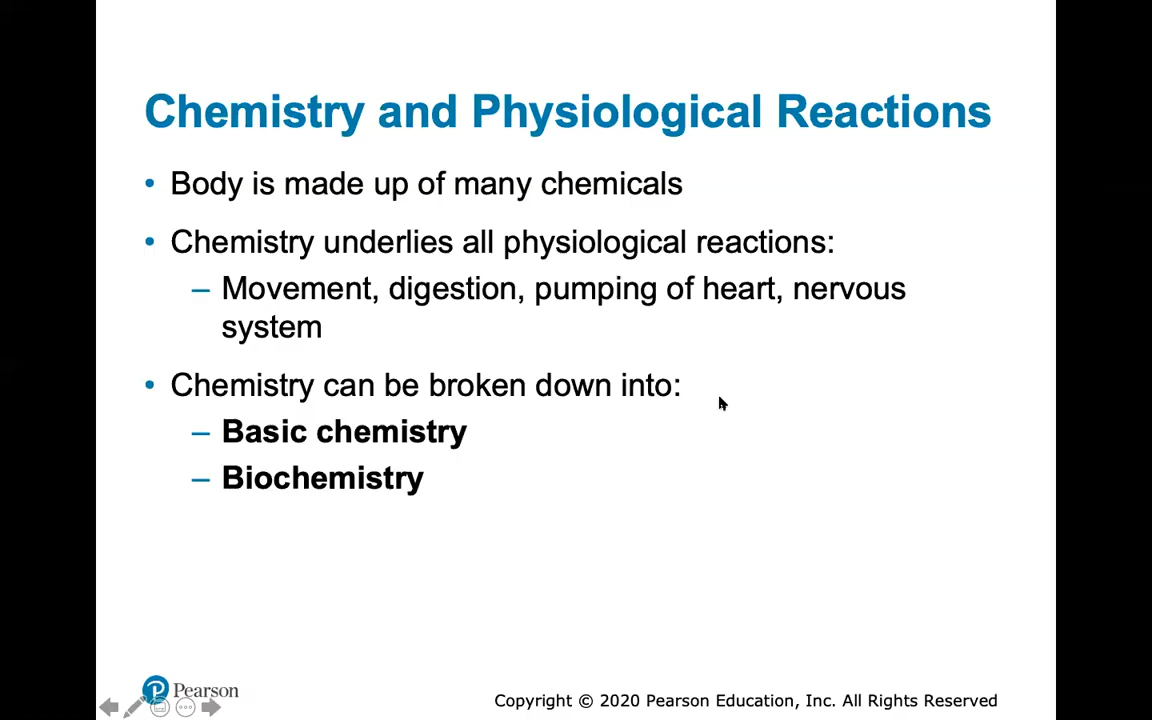 Chemistry and Physiological Reactions
• Body is made up of many chemicals
• Chemistry underlies all physiological reactions:
– Movement, digestion, pumping of heart, nervous
system
• Chemistry can be broken down into:
– Basic chemistry
– Biochemistry
P Pearson
Copyright © 2020 Pearson Education, Inc. All Rights Reserved